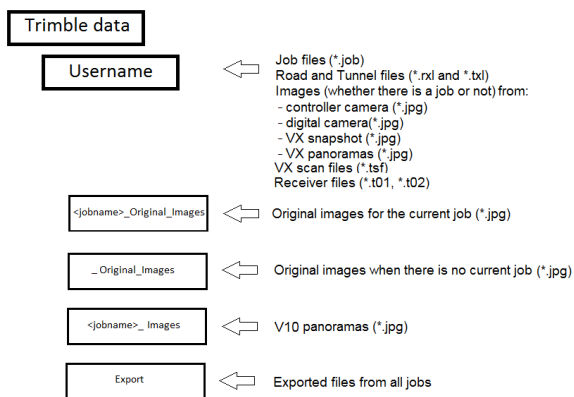 Trimble data
Username
Job files (*.job)
Road and Tunnel files (*.rxl and *.txl)
Images (whether there is a job or not) from:
- controller camera (*.jpg)
- digital camera(*.jpg)
- VX snapshot (*.jpg)
- VX panoramas (*.jpg)
VX scan files (*.tsf)
Receiver files (*.t01, *.t02)
<jobname>_Original_Images
Original images for the current job (*.jpg)
_ Original_Images
Original images when there is no current job (*.jpg)
<jobname>_ Images
V10 panoramas (*.jpg)
Export
Exported files from all jobs